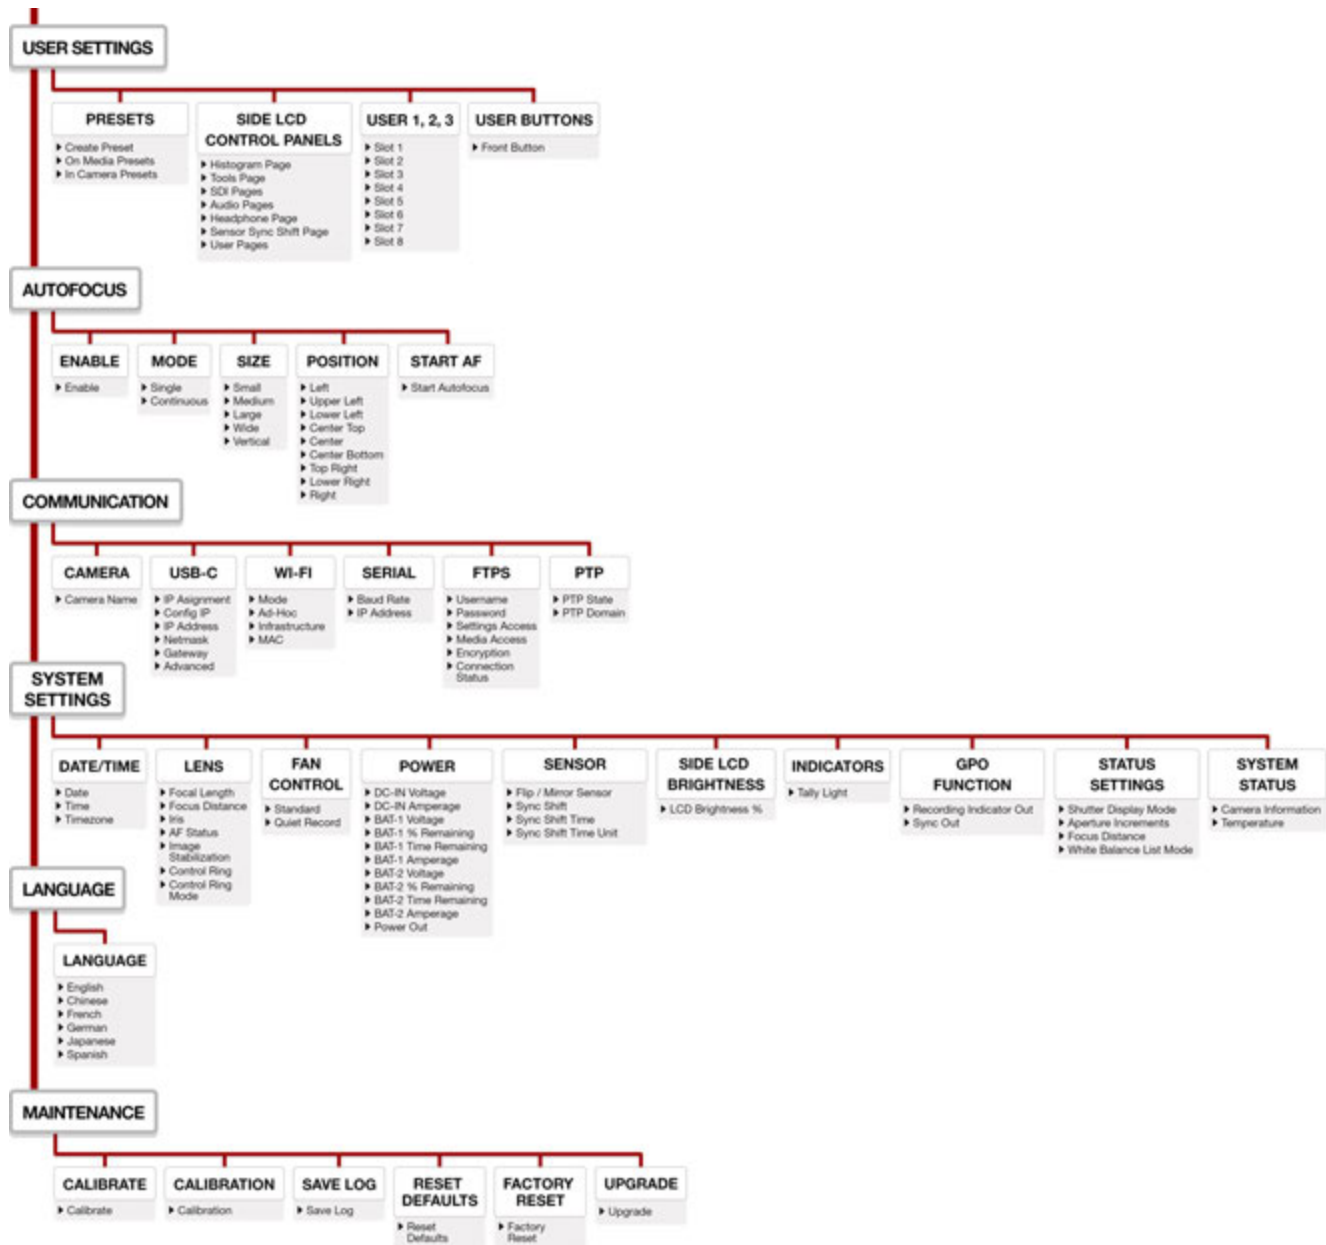 USER SETTINGS
PRESETS
Create Preset
On Media Presets
In Camera Presets
SIDE LCD
CONTROL PANELS
Histogram Page
Tools Page
SDI Pages
Audio Pages
Headphone Page
Sensor Sync Shift Page
User Pages
USER 1, 2, 3
Slot 1
Slot 2
Slot 3
Slot 4
Slot 5
Slot 6
Slot 7
Slot 8
USER BUTTONS
Front Button
AUTOFOCUS
ENABLE
Enable
MODE
Single
Continuous
SIZE
Small
Medium
Large
Wide
Vertical
POSITION
Left
Upper Left
Lower Left
Center Top
Center
Center Bottom
Top Right
Lower Right
Right
START AF
Start Autofocus
COMMUNICATION
CAMERA
Camera Name
USB-C
IP Asignment
Config IP
IP Address
Netmask
Gateway
Advanced
WI-FI
Mode
Ad-Hoc
Infrastructure
MAC
SERIAL
Baud Rate
IP Address
FTPS
Username
Password
Settings Access
Media Access
Encryption
Connection
Status
PTP
PTP State
PTP Domain
SYSTEM
SETTINGS
DATE/TIME
Date
Time
Timezone
LENS
Focal Length
Focus Distance
Iris
AF Status
Image
Stabilization
Control Ring
Control Ring
Mode
FAN
CONTROL
Standard
Quiet Record
POWER
DC-IN Voltage
DC-IN Amperage
BAT-1 Voltage
BAT-1 % Remaining
BAT-1 Time Remaining
BAT-1 Amperage
BAT-2 Voltage
BAT-2 % Remaining
BAT-2 Time Remaining
BAT-2 Amperage
Power Out
SENSOR
Flip / Mirror Sensor
Sync Shift
Sync Shift Time
Sync Shift Time Unit
SIDE LCD
BRIGHTNESS
LCD Brightness %
INDICATORS
Tally Light
GPO
FUNCTION
Recording Indicator Out
Sync Out
STATUS
SETTINGS
Shutter Display Mode
Aperture Increments
Focus Distance
White Balance List Mode
SYSTEM
STATUS
Camera Information
Temperature
LANGUAGE
LANGUAGE
English
Chinese
French
German
Japanese
Spanish
MAINTENANCE
CALIBRATE
Calibrate
CALIBRATION
Calibration
SAVE LOG
Save Log
RESET
DEFAULTS
Reset
Defaults
FACTORY
RESET
Factory
Reset
UPGRADE
Upgrade